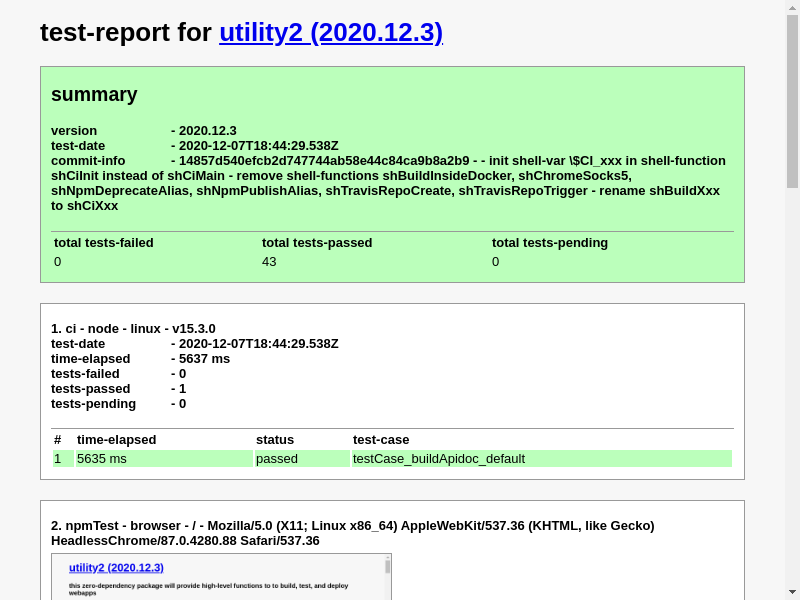 test-report for utility2 (2020.12.3)
summary
version - 2020.12.3
test-date - 2020-12-07T18:44:29.538Z
commit-info - 14857d540efcb2d747744ab58e44c84ca9b8a2b9 - - init shell-var \$CI_xxx in shell-function
shCiInit instead of shCiMain - remove shell-functions shBuildInsideDocker, shChromeSocks5,
shNpmDeprecateAlias, shNpmPublishAlias, shTravisRepoCreate, shTravisRepoTrigger - rename shBuildXxx
to shCiXxx
total tests-failed total tests-passed total tests-pending
0 43 0
1. ci - node - linux - v15.3.0
test-date - 2020-12-07T18:44:29.538Z
time-elapsed - 5637 ms
tests-failed - 0
tests-passed - 1
tests-pending - 0
# time-elapsed status test-case
1 5635 ms passed testCase_buildApidoc_default
2. npmTest - browser - / - Mozilla/5.0 (X11; Linux x86_64) AppleWebKit/537.36 (KHTML, like Gecko)
HeadlessChrome/87.0.4280.88 Safari/537.36
utility2 (2020.12.3)
this zero-dependency package will provide high-level functions to to build, test, and deploy
webapps